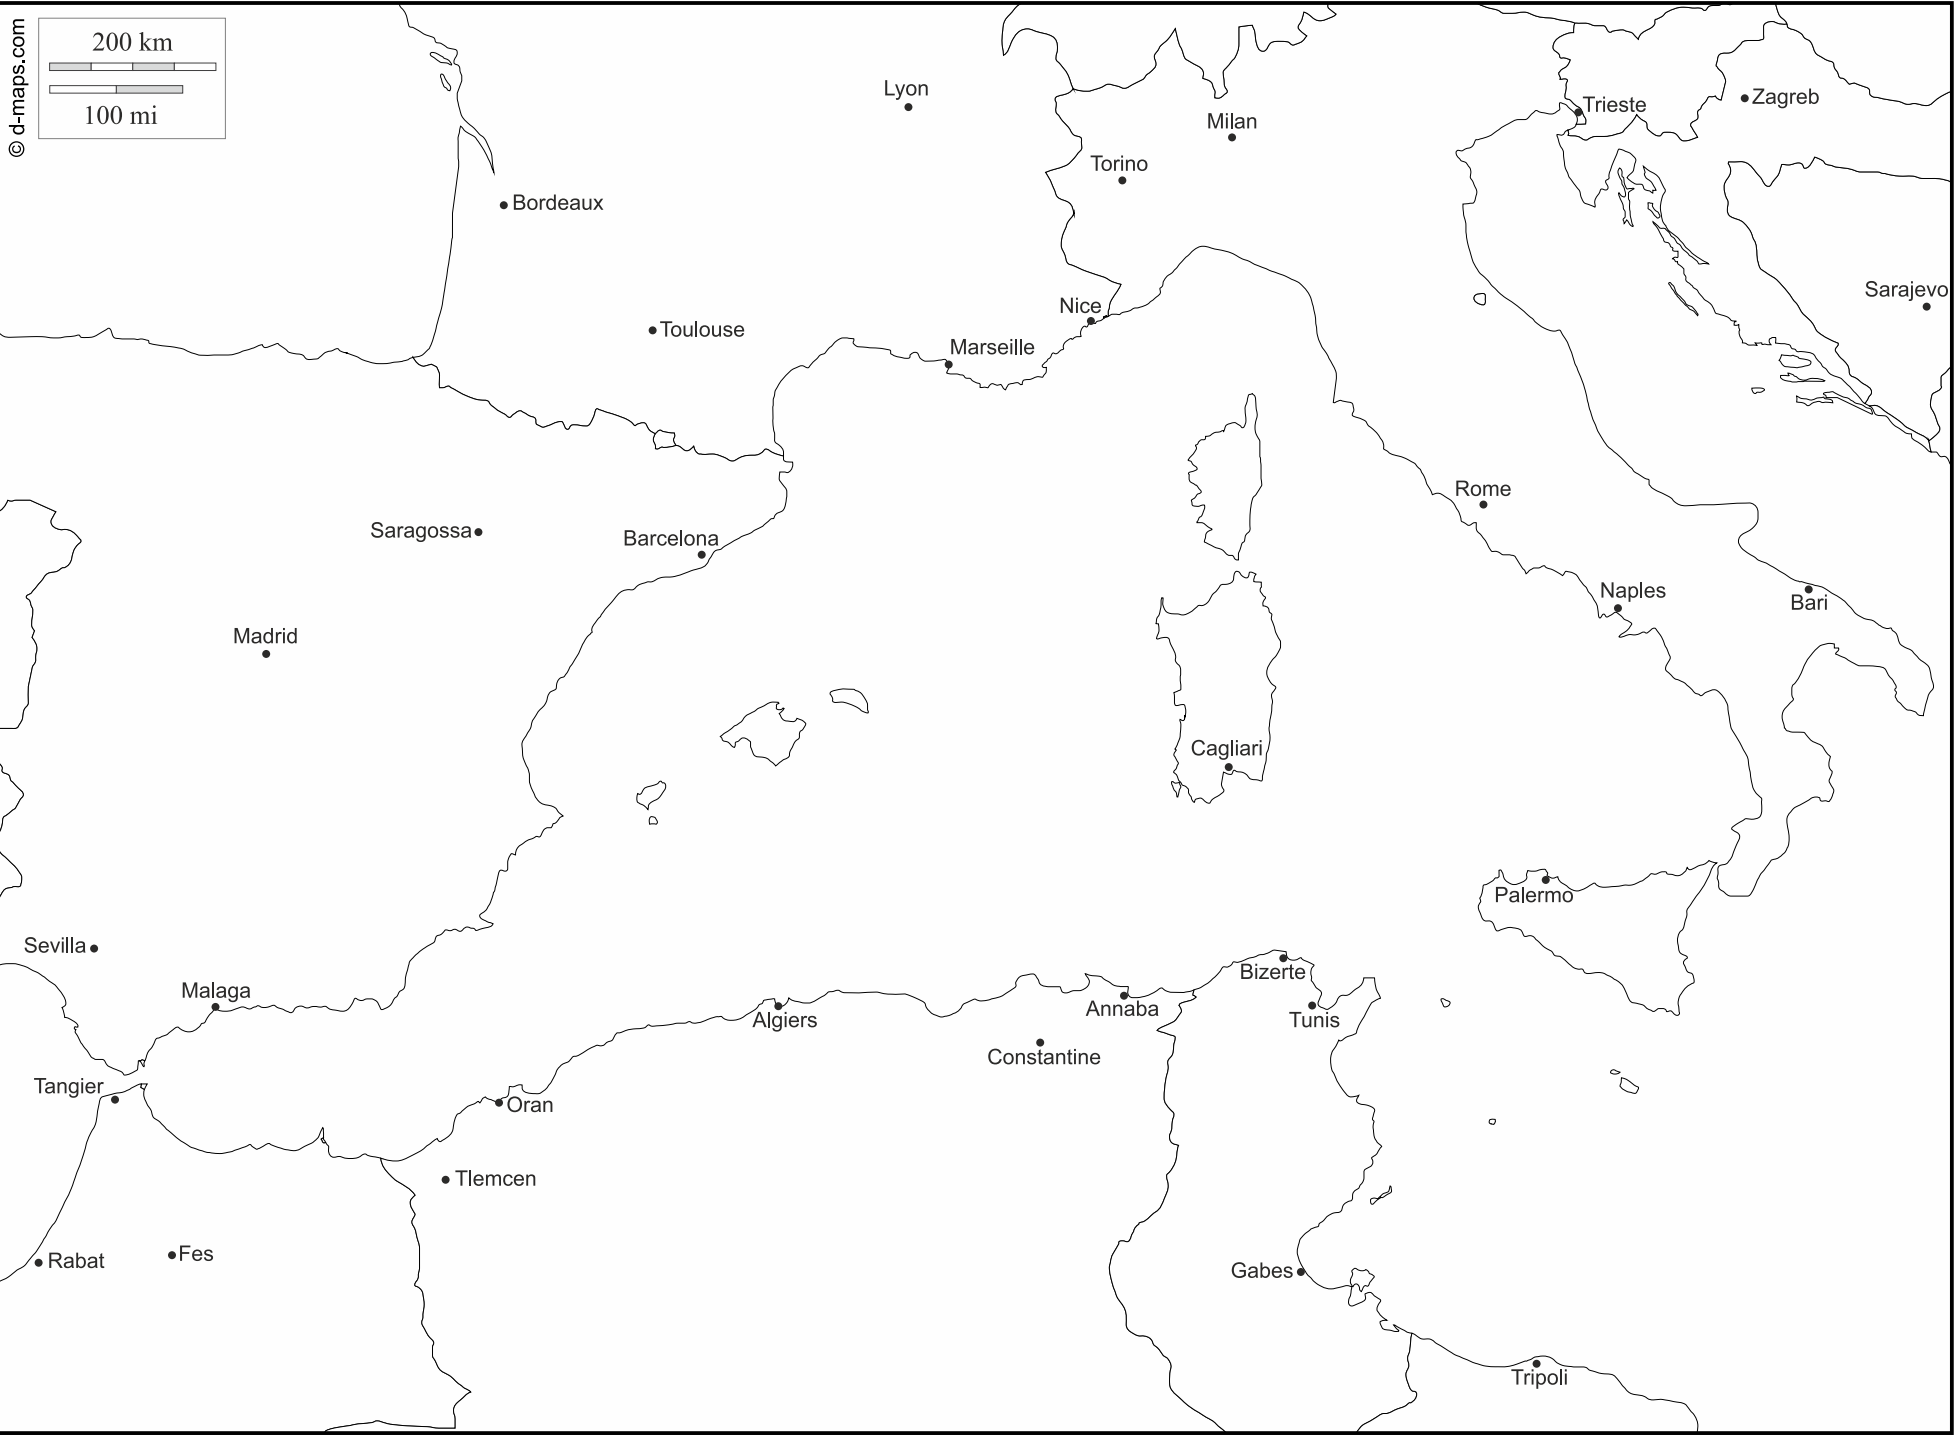 © d-maps.com
200 km
100 mi
Lyon
Milan
Trieste
Zagreb
Torino
Bordeaux
Sarajevo
Nice
Toulouse
Marseille
Rome
Saragossa
Barcelona
Naples
Bari
Madrid
Cagliari
Palermo
Sevilla
Bizerte
Malaga
Annaba
Algiers
Tunis
Constantine
Tangier
Oran
Tlemcen
Rabat
Fes
Gabes
Tripoli